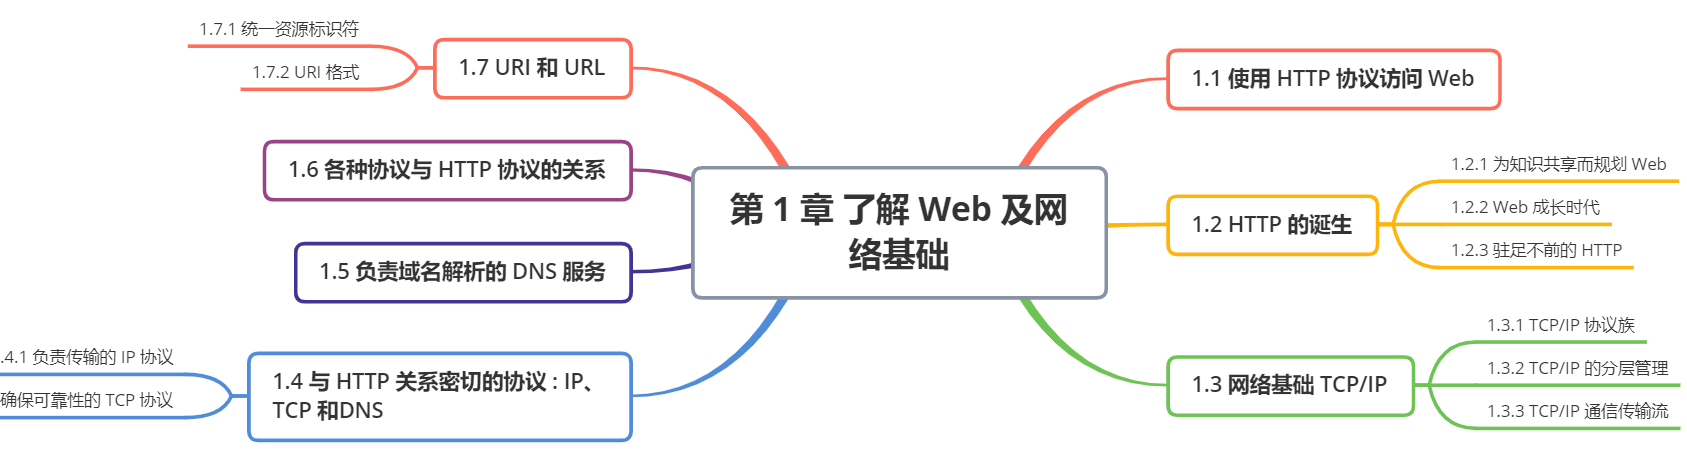 第 1 章 了解 Web 及网
络基础
1.1 使用 HTTP 协议访问 Web
1.2 HTTP 的诞生
1.2.1 为知识共享而规划 Web
1.2.2 Web 成长时代
1.2.3 驻足不前的 HTTP
1.3 网络基础 TCP/IP
1.3.1 TCP/IP 协议族
1.3.2 TCP/IP 的分层管理
1.3.3 TCP/IP 通信传输流
1.4 与 HTTP 关系密切的协议 : IP、
TCP 和DNS
.4.1 负责传输的 IP 协议
确保可靠性的 TCP 协议
1.5 负责域名解析的 DNS 服务
1.6 各种协议与 HTTP 协议的关系
1.7 URI 和 URL
1.7.1 统一资源标识符
1.7.2 URI 格式